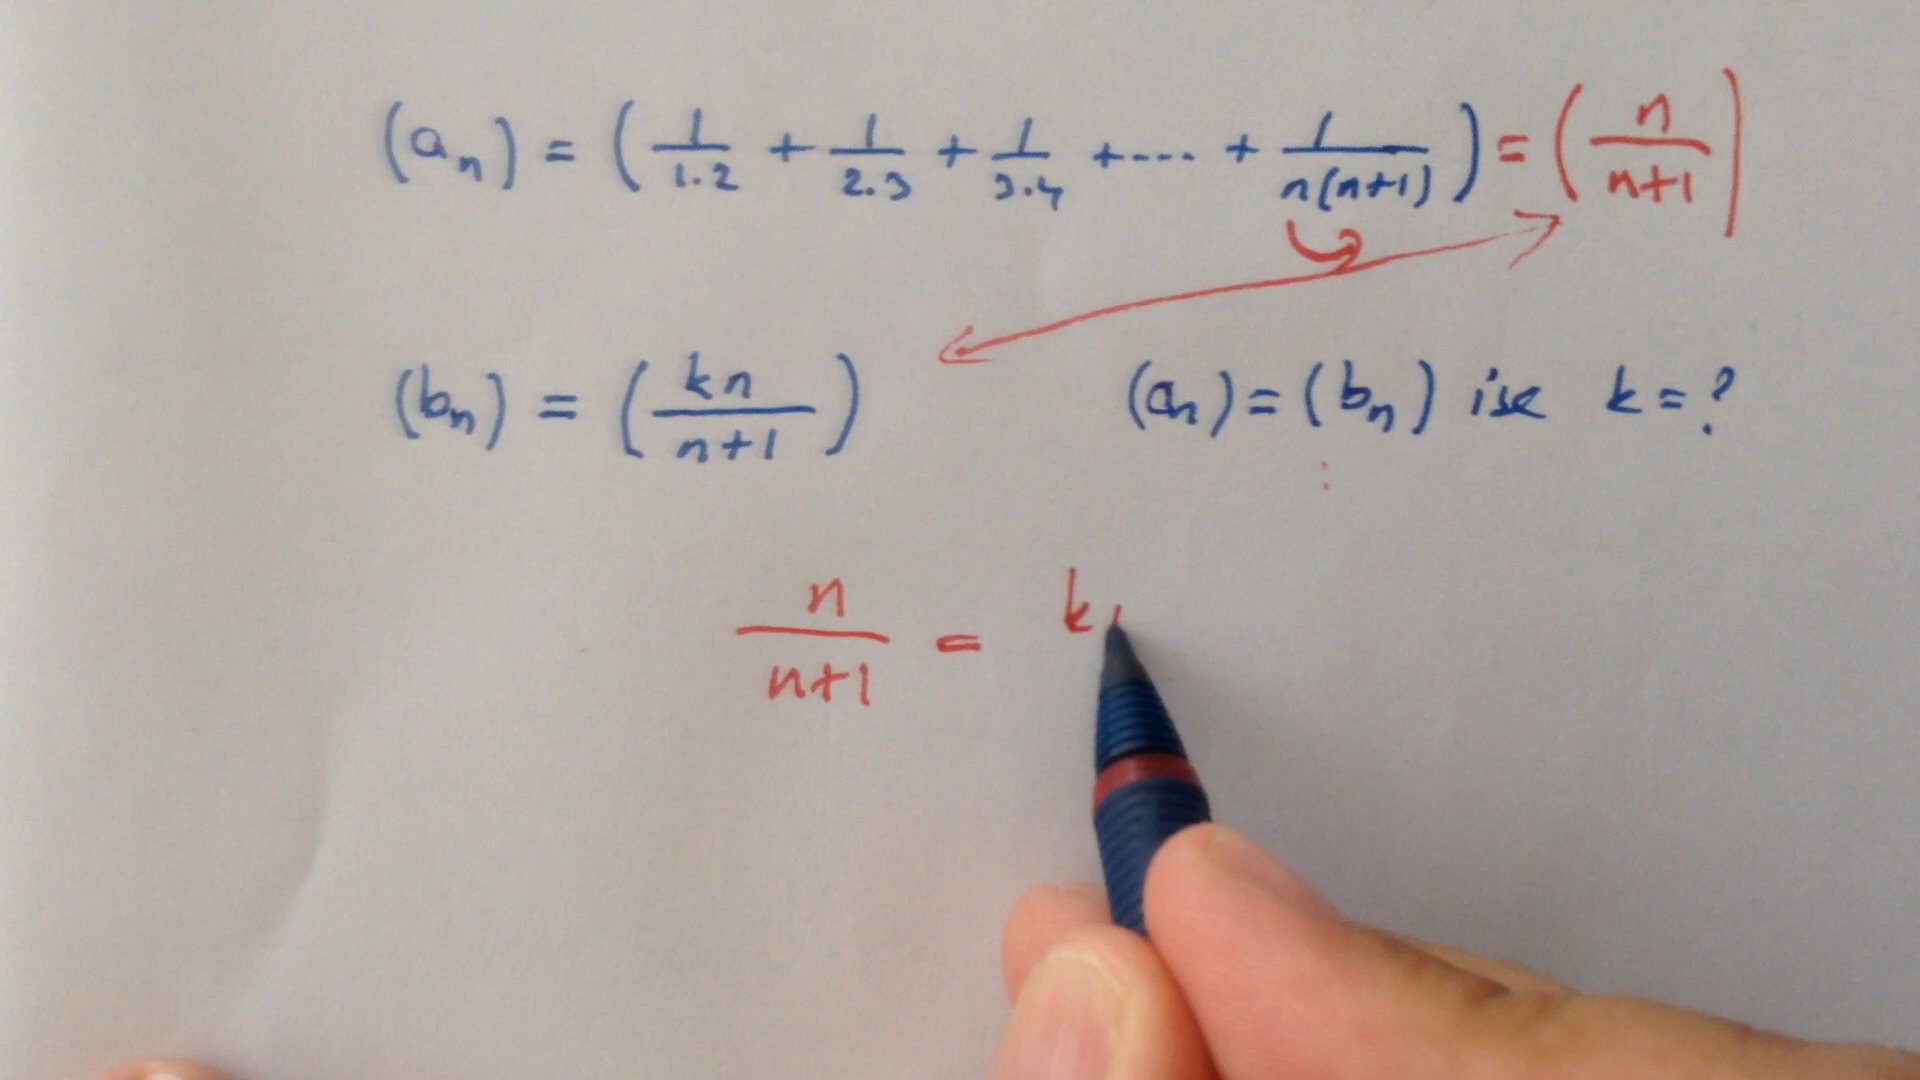 (aₙ) = (1/1.2 + 1/2.3 + 1/3.4 + .... + 1/n(n+1)) = (n/n+1)
(bₙ) = (kn/n+1) (aₙ) = (bₙ) ise k = ?
n/n+1 = k